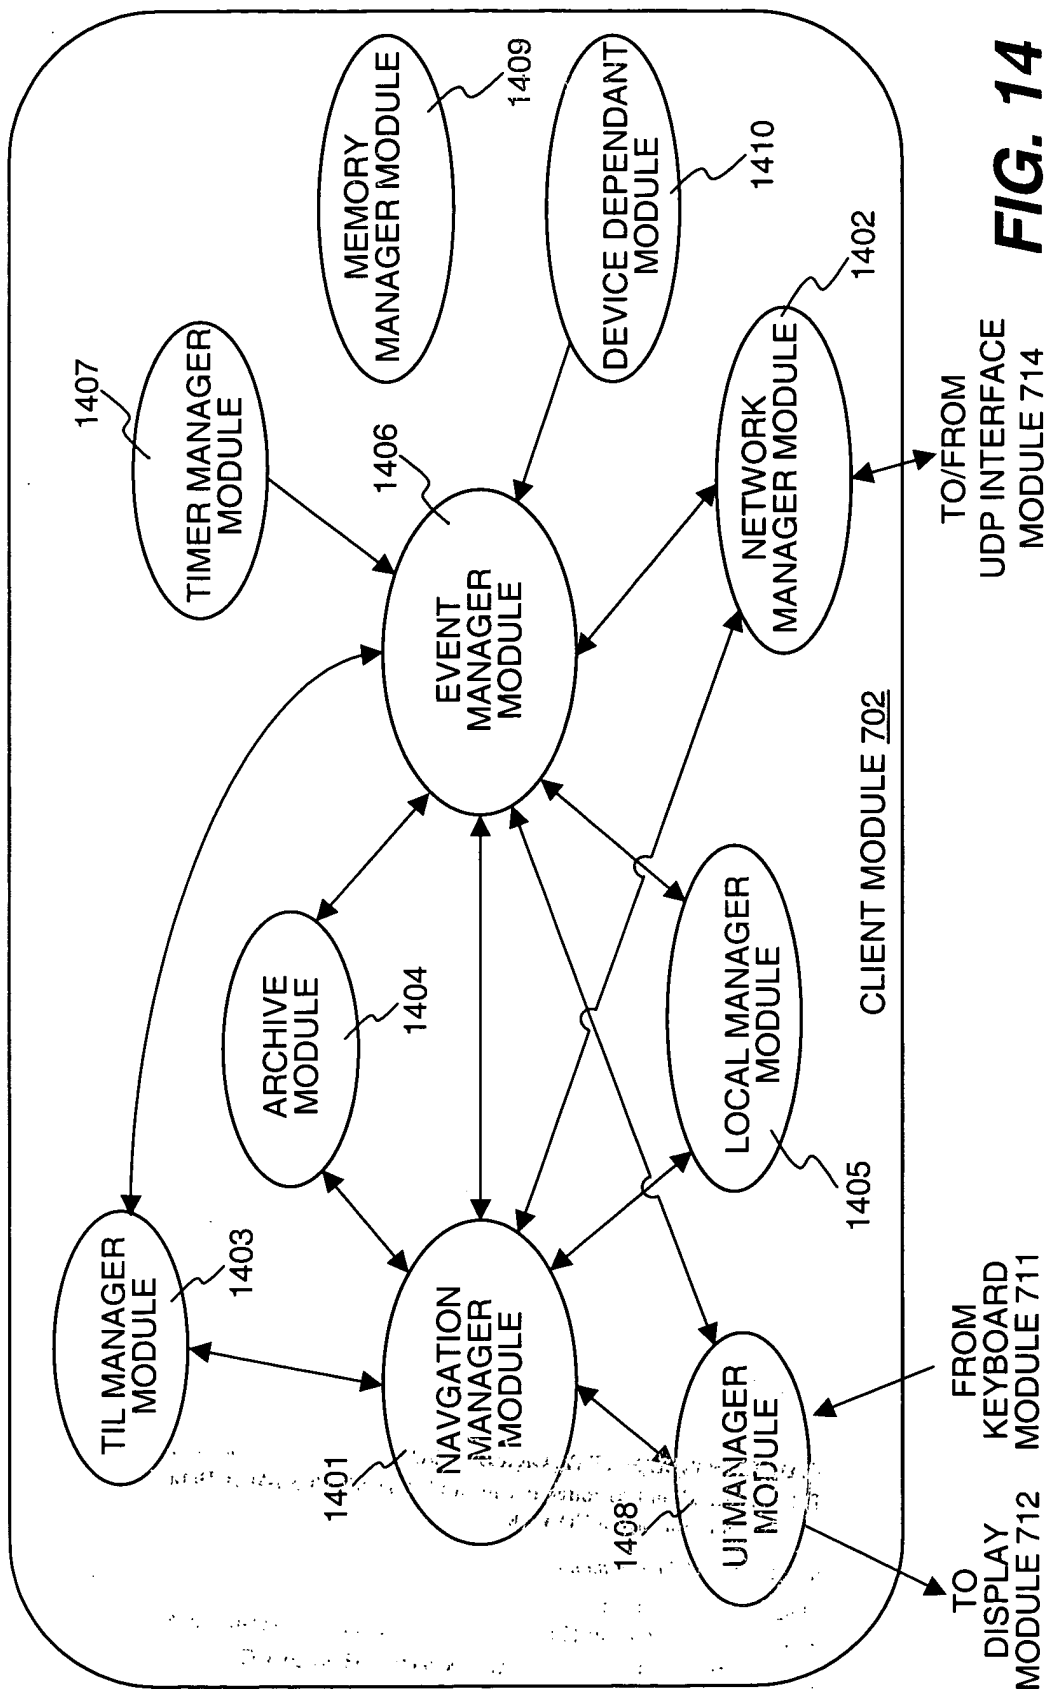 TIL MANAGER
MODULE
1403
TIMER MANAGER
MODULE
1407
ARCHIVE
MODULE
1404
MEMORY
MANAGER MODULE
1409
NAVGATION
MANAGER
MODULE
1401
EVENT
MANAGER
MODULE
1406
DEVICE DEPENDANT
MODULE
1410
UI MANAGER
MODULE
1408
LOCAL MANAGER
MODULE
1405
NETWORK
MANAGER MODULE
1402
CLIENT MODULE 702
TO
DISPLAY
MODULE 712
FROM
KEYBOARD
MODULE 711
TO/FROM
UDP INTERFACE
MODULE 714
FIG. 14